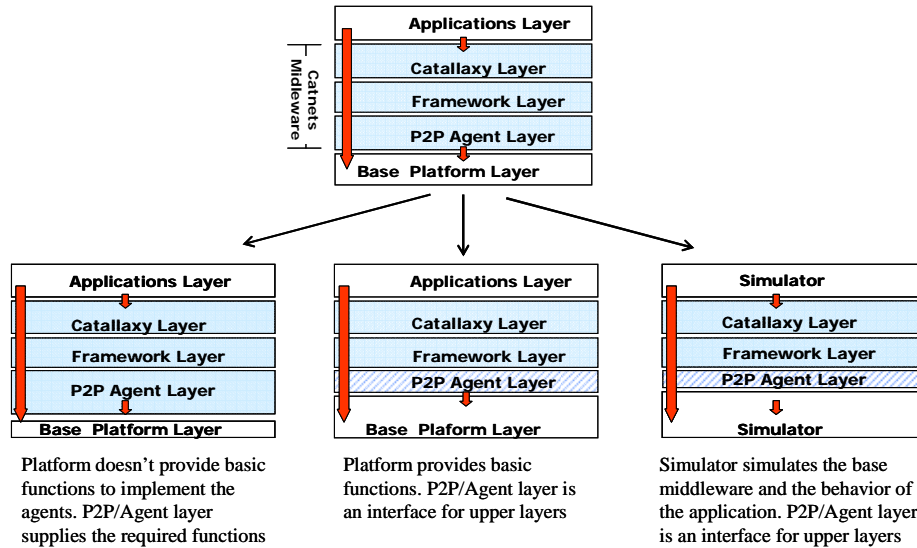 Applications Layer
Catnets
Midleware
Catallaxy Layer
Framework Layer
P2P Agent Layer
Base Platform Layer
Applications Layer
Catallaxy Layer
Framework Layer
P2P Agent Layer
Base Platform Layer
Platform doesn't provide basic
functions to implement the
agents. P2P/Agent layer
supplies the required functions
Applications Layer
Catallaxy Layer
Framework Layer
P2P Agent Layer
Base Plaform Layer
Platform provides basic
functions. P2P/Agent layer is
an interface for upper layers
Simulator
Catallaxy Layer
Framework Layer
P2P Agent Layer
Simulator
Simulator simulates the base
middleware and the behavior of
the application. P2P/Agent layer
is an interface for upper layers